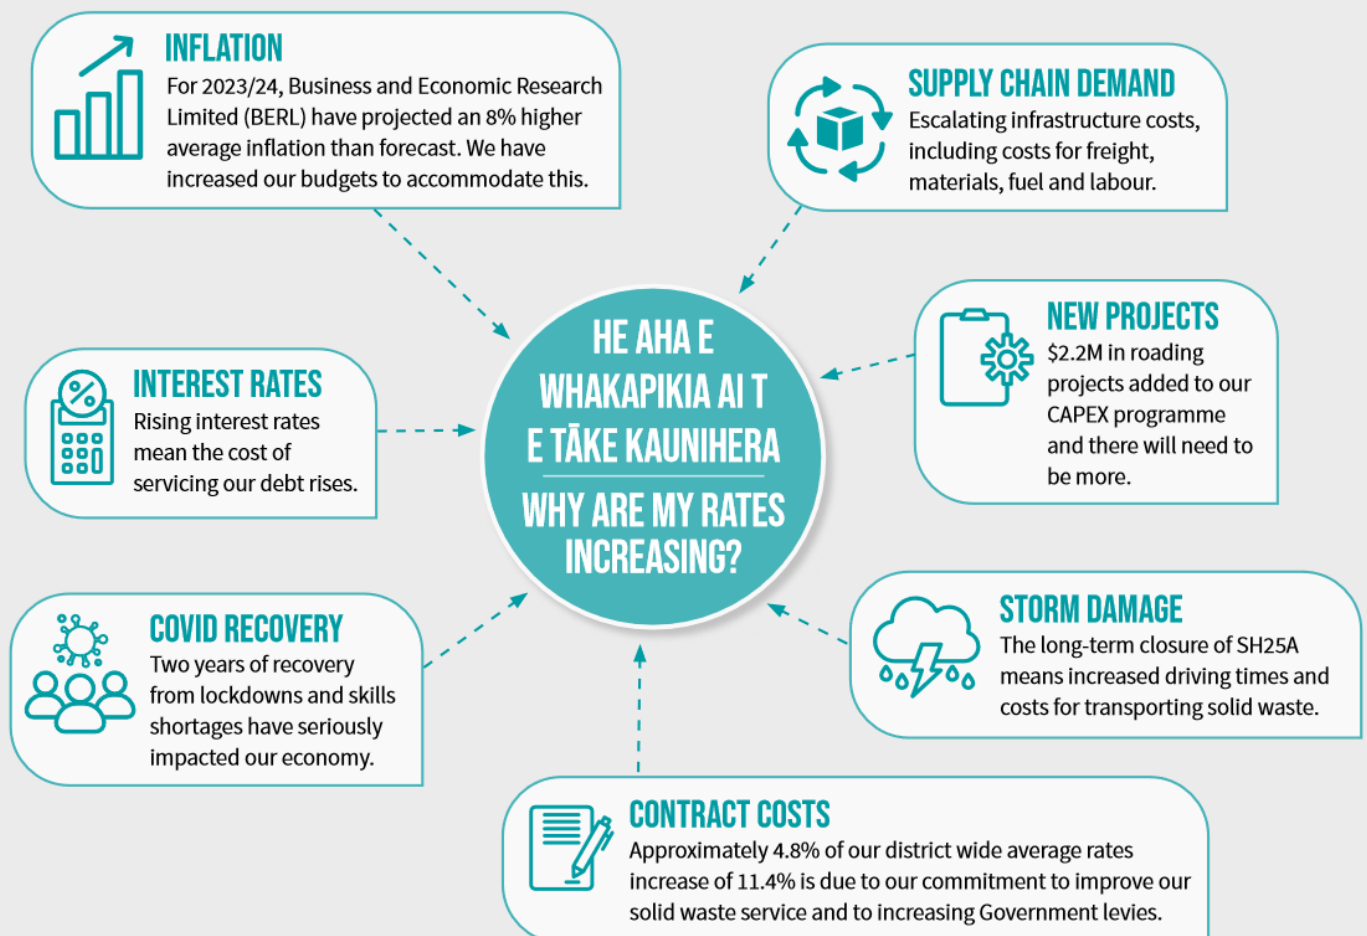 INFLATION
For 2023/24, Business and Economic Research
Limited (BERL) have projected an 8% higher
average inflation than forecast. We have
increased our budgets to accommodate this.
SUPPLY CHAIN DEMAND
Escalating infrastructure costs,
including costs for freight,
materials, fuel and labour.
HE AHA E
WHAKAPIKIA AI T
E TĀKE KAUNIHERA
WHY ARE MY RATES
INCREASING?
NEW PROJECTS
$2.2M in roading
projects added to our
CAPEX programme
and there will need to
be more.
INTEREST RATES
Rising interest rates
mean the cost of
servicing our debt rises.
%
COVID RECOVERY
Two years of recovery
from lockdowns and skills
shortages have seriously
impacted our economy.
STORM DAMAGE
The long-term closure of SH25A
means increased driving times and
costs for transporting solid waste.
CONTRACT COSTS
Approximately 4.8% of our district wide average rates
increase of 11.4% is due to our commitment to improve our
solid waste service and to increasing Government levies.